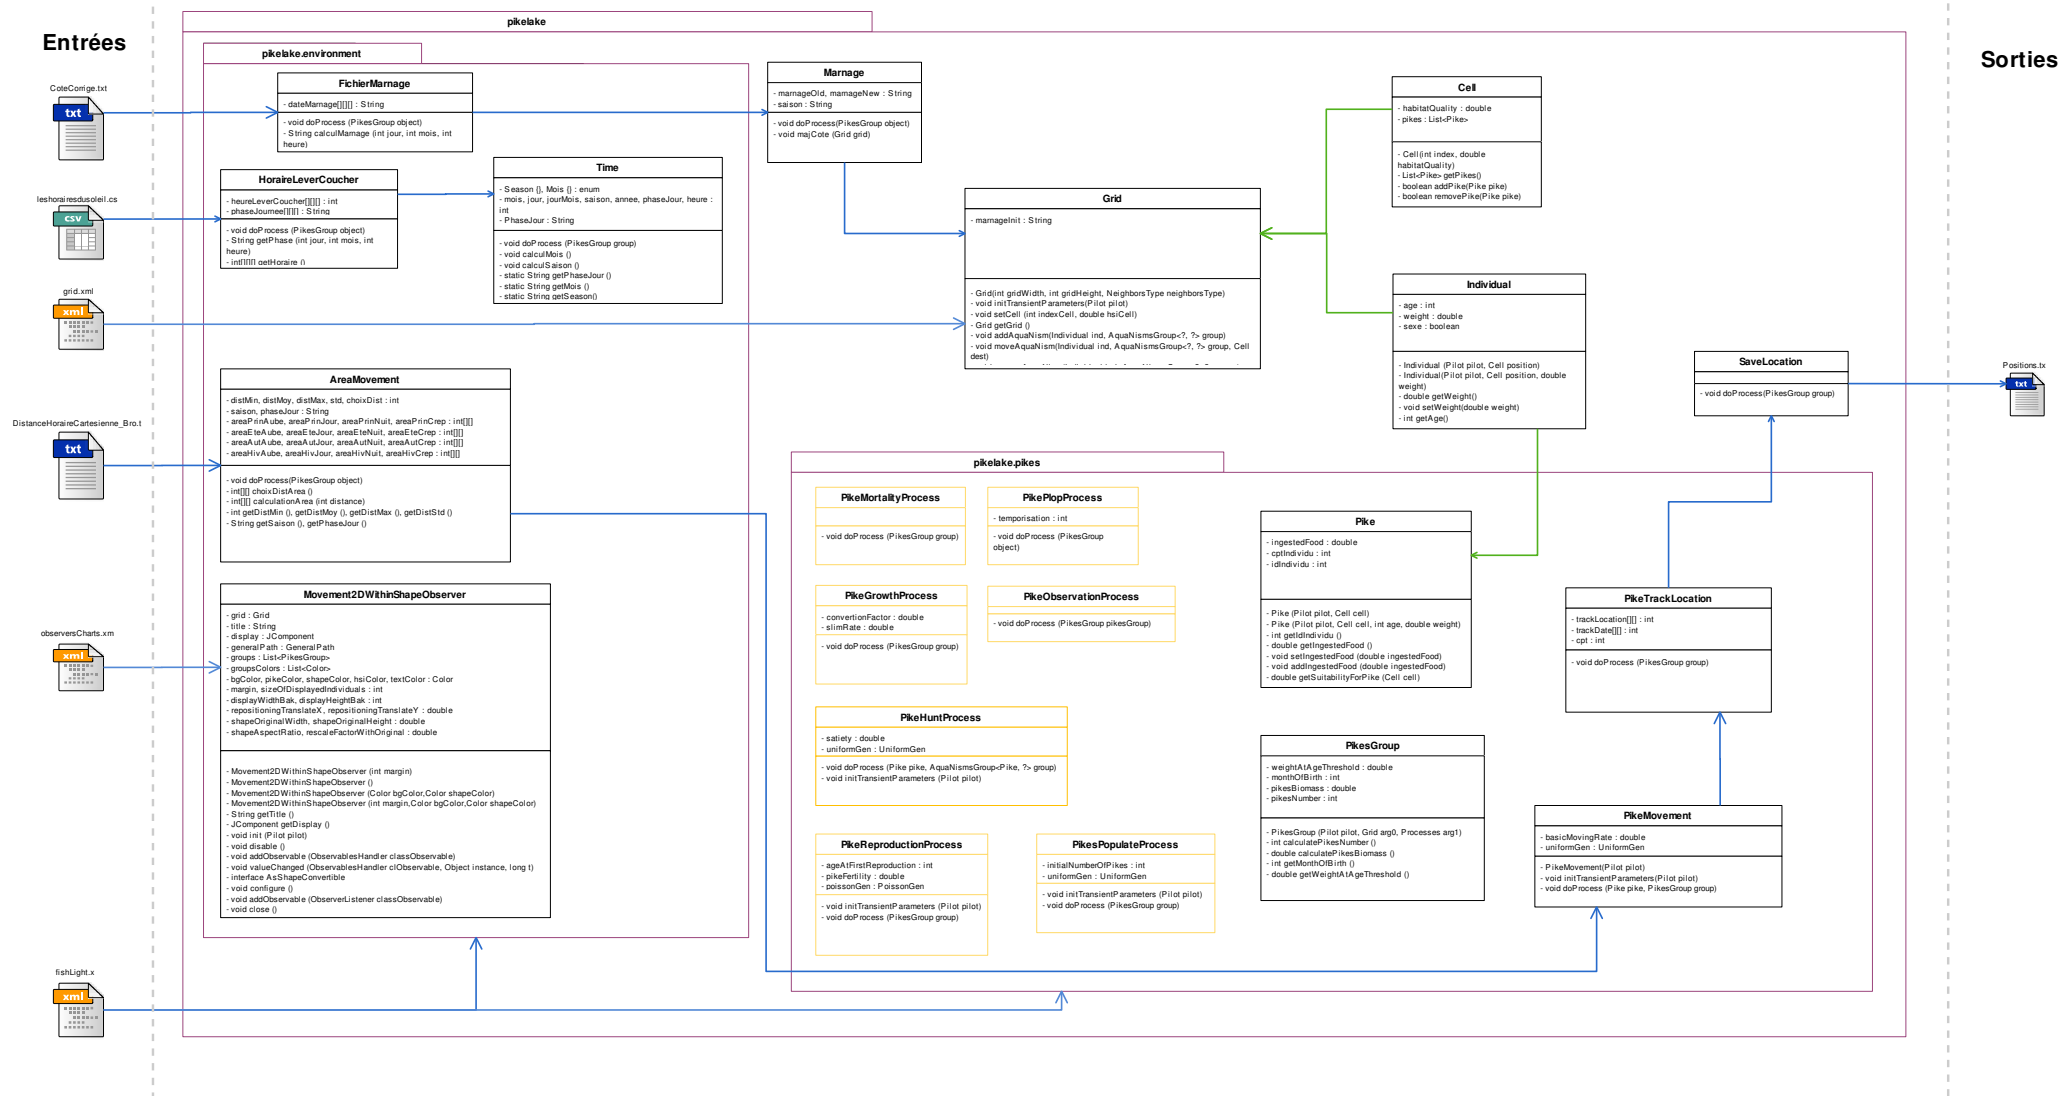 Entrées
Sorties
pikelake
pikelake.environment
CoteCorrige.txt
txt
leshorairesdusoleil.cs
csv
grid.xml
xml
DistanceHoraireCartesienne_Bro.t
txt
observersCharts.xm
xml
fishLight.x
xml
FichierMarnage
- dateMarnage[][][] : String
- void doProcess (PikesGroup object)
- String calculMarnage (int jour, int mois, int
heure)
HoraireLeverCoucher
- heureLeverCoucher[][][] : int
- phaseJournee[][][] : String
- void doProcess (PikesGroup object)
- String getPhase (int jour, int mois, int
heure)
- int[][][] getHoraire ()
Time
- Season {}, Mois {} : enum
- mois, jour, jourMois, saison, annee, phaseJour, heure :
int
- PhaseJour : String
- void doProcess (PikesGroup group)
- void calculMois ()
- void calculSaison ()
- static String getPhaseJour ()
- static String getMois ()
- static String getSeason()
AreaMovement
- distMin, distMoy, distMax, std, choixDist : int
- saison, phaseJour : String
- areaPrinAube, areaPrinJour, areaPrinNuit, areaPrinCrep : int[][]
- areaEteAube, areaEteJour, areaEteNuit, areaEteCrep : int[][]
- areaAutAube, areaAutJour, areaAutNuit, areaAutCrep : int[][]
- areaHivAube, areaHivJour, areaHivNuit, areaHivCrep : int[][]
- void doProcess(PikesGroup object)
- int[][] choixDistArea ()
- int[][] calculationArea (int distance)
- int getDistMin (), getDistMoy (), getDistMax (), getDistStd ()
- String getSaison (), getPhaseJour ()
Movement2DWithinShapeObserver
- grid : Grid
- title : String
- display : JComponent
- generalPath : GeneralPath
- groups : List<PikesGroup>
- groupsColors : List<Color>
- bgColor, pikeColor, shapeColor, hsiColor, textColor : Color
- margin, sizeOfDisplayedIndividuals : int
- displayWidthBak, displayHeightBak : int
- repositioningTranslateX, repositioningTranslateY : double
- shapeOriginalWidth, shapeOriginalHeight : double
- shapeAspectRatio, rescaleFactorWithOriginal : double
- Movement2DWithinShapeObserver (int margin)
- Movement2DWithinShapeObserver ()
- Movement2DWithinShapeObserver (Color bgColor,Color shapeColor)
- Movement2DWithinShapeObserver (int margin,Color bgColor,Color shapeColor)
- String getTitle ()
- JComponent getDisplay ()
- void init (Pilot pilot)
- void disable ()
- void addObservable (ObservablesHandler classObservable)
- void valueChanged (ObservablesHandler clObservable, Object instance, long t)
- interface AsShapeConvertible
- void configure ()
- void addObservable (ObserverListener classObservable)
- void close ()
Marnage
- marnageOld, marnageNew : String
- saison : String
- void doProcess(PikesGroup object)
- void majCote (Grid grid)
Grid
- marnageInit : String
- Grid(int gridWidth, int gridHeight, NeighborsType neighborsType)
- void initTransientParameters(Pilot pilot)
- void setCell (int indexCell, double hsiCell)
- Grid getGrid ()
- void addAquaNism(Individual ind, AquaNismsGroup<?, ?> group)
- void moveAquaNism(Individual ind, AquaNismsGroup<?, ?> group, Cell
dest)
Cell
- habitatQuality : double
- pikes : List<Pike>
- Cell(int index, double
habitatQuality)
- List<Pike> getPikes()
- boolean addPike(Pike pike)
- boolean removePike(Pike pike)
Individual
- age : int
- weight : double
- sexe : boolean
- Individual (Pilot pilot, Cell position)
- Individual(Pilot pilot, Cell position, double
weight)
- double getWeight()
- void setWeight(double weight)
- int getAge()
SaveLocation
- void doProcess(PikesGroup group)
Positions.tx
txt
pikelake.pikes
PikeMortalityProcess
- void doProcess (PikesGroup group)
PikePlopProcess
- temporisation : int
- void doProcess (PikesGroup
object)
PikeGrowthProcess
- convertionFactor : double
- slimRate : double
- void doProcess (PikesGroup group)
PikeObservationProcess
- void doProcess (PikesGroup pikesGroup)
PikeHuntProcess
- satiety : double
- uniformGen : UniformGen
- void doProcess (Pike pike, AquaNismsGroup<Pike, ?> group)
- void initTransientParameters (Pilot pilot)
PikeReproductionProcess
- ageAtFirstReproduction : int
- pikeFertility : double
- poissonGen : PoissonGen
- void initTransientParameters (Pilot pilot)
- void doProcess (PikesGroup group)
PikesPopulateProcess
- initialNumberOfPikes : int
- uniformGen : UniformGen
- void initTransientParameters (Pilot pilot)
- void doProcess (PikesGroup group)
Pike
- ingestedFood : double
- cptIndividu : int
- idIndividu : int
- Pike (Pilot pilot, Cell cell)
- Pike (Pilot pilot, Cell cell, int age, double weight)
- int getIdIndividu ()
- double getIngestedFood ()
- void setIngestedFood (double ingestedFood)
- void addIngestedFood (double ingestedFood)
- double getSuitabilityForPike (Cell cell)
PikesGroup
- weightAtAgeThreshold : double
- monthOfBirth : int
- pikesBiomass : double
- pikesNumber : int
- PikesGroup (Pilot pilot, Grid arg0, Processes arg1)
- int calculatePikesNumber ()
- double calculatePikesBiomass ()
- int getMonthOfBirth ()
- double getWeightAtAgeThreshold ()
PikeTrackLocation
- trackLocation[][] : int
- trackDate[][] : int
- cpt : int
- void doProcess (PikesGroup group)
PikeMovement
- basicMovingRate : double
- uniformGen : UniformGen
- PikeMovement(Pilot pilot)
- void initTransientParameters(Pilot pilot)
- void doProcess (Pike pike, PikesGroup group)